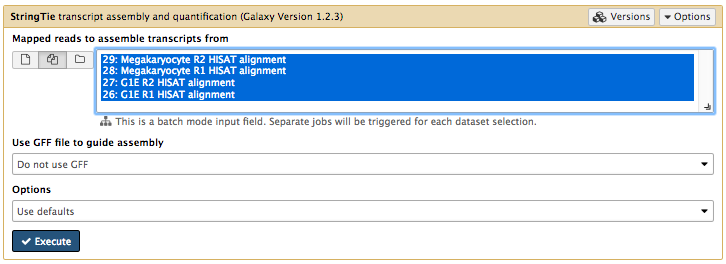 StringTie transcript assembly and quantification (Galaxy Version 1.2.3)
Versions
Options
Mapped reads to assemble transcripts from
29: Megakaryocyte R2 HISAT alignment
28: Megakaryocyte R1 HISAT alignment
27: G1E R2 HISAT alignment
26: G1E R1 HISAT alignment
This is a batch mode input field. Separate jobs will be triggered for each dataset selection.
Use GFF file to guide assembly
Do not use GFF
Options
Use defaults
Execute